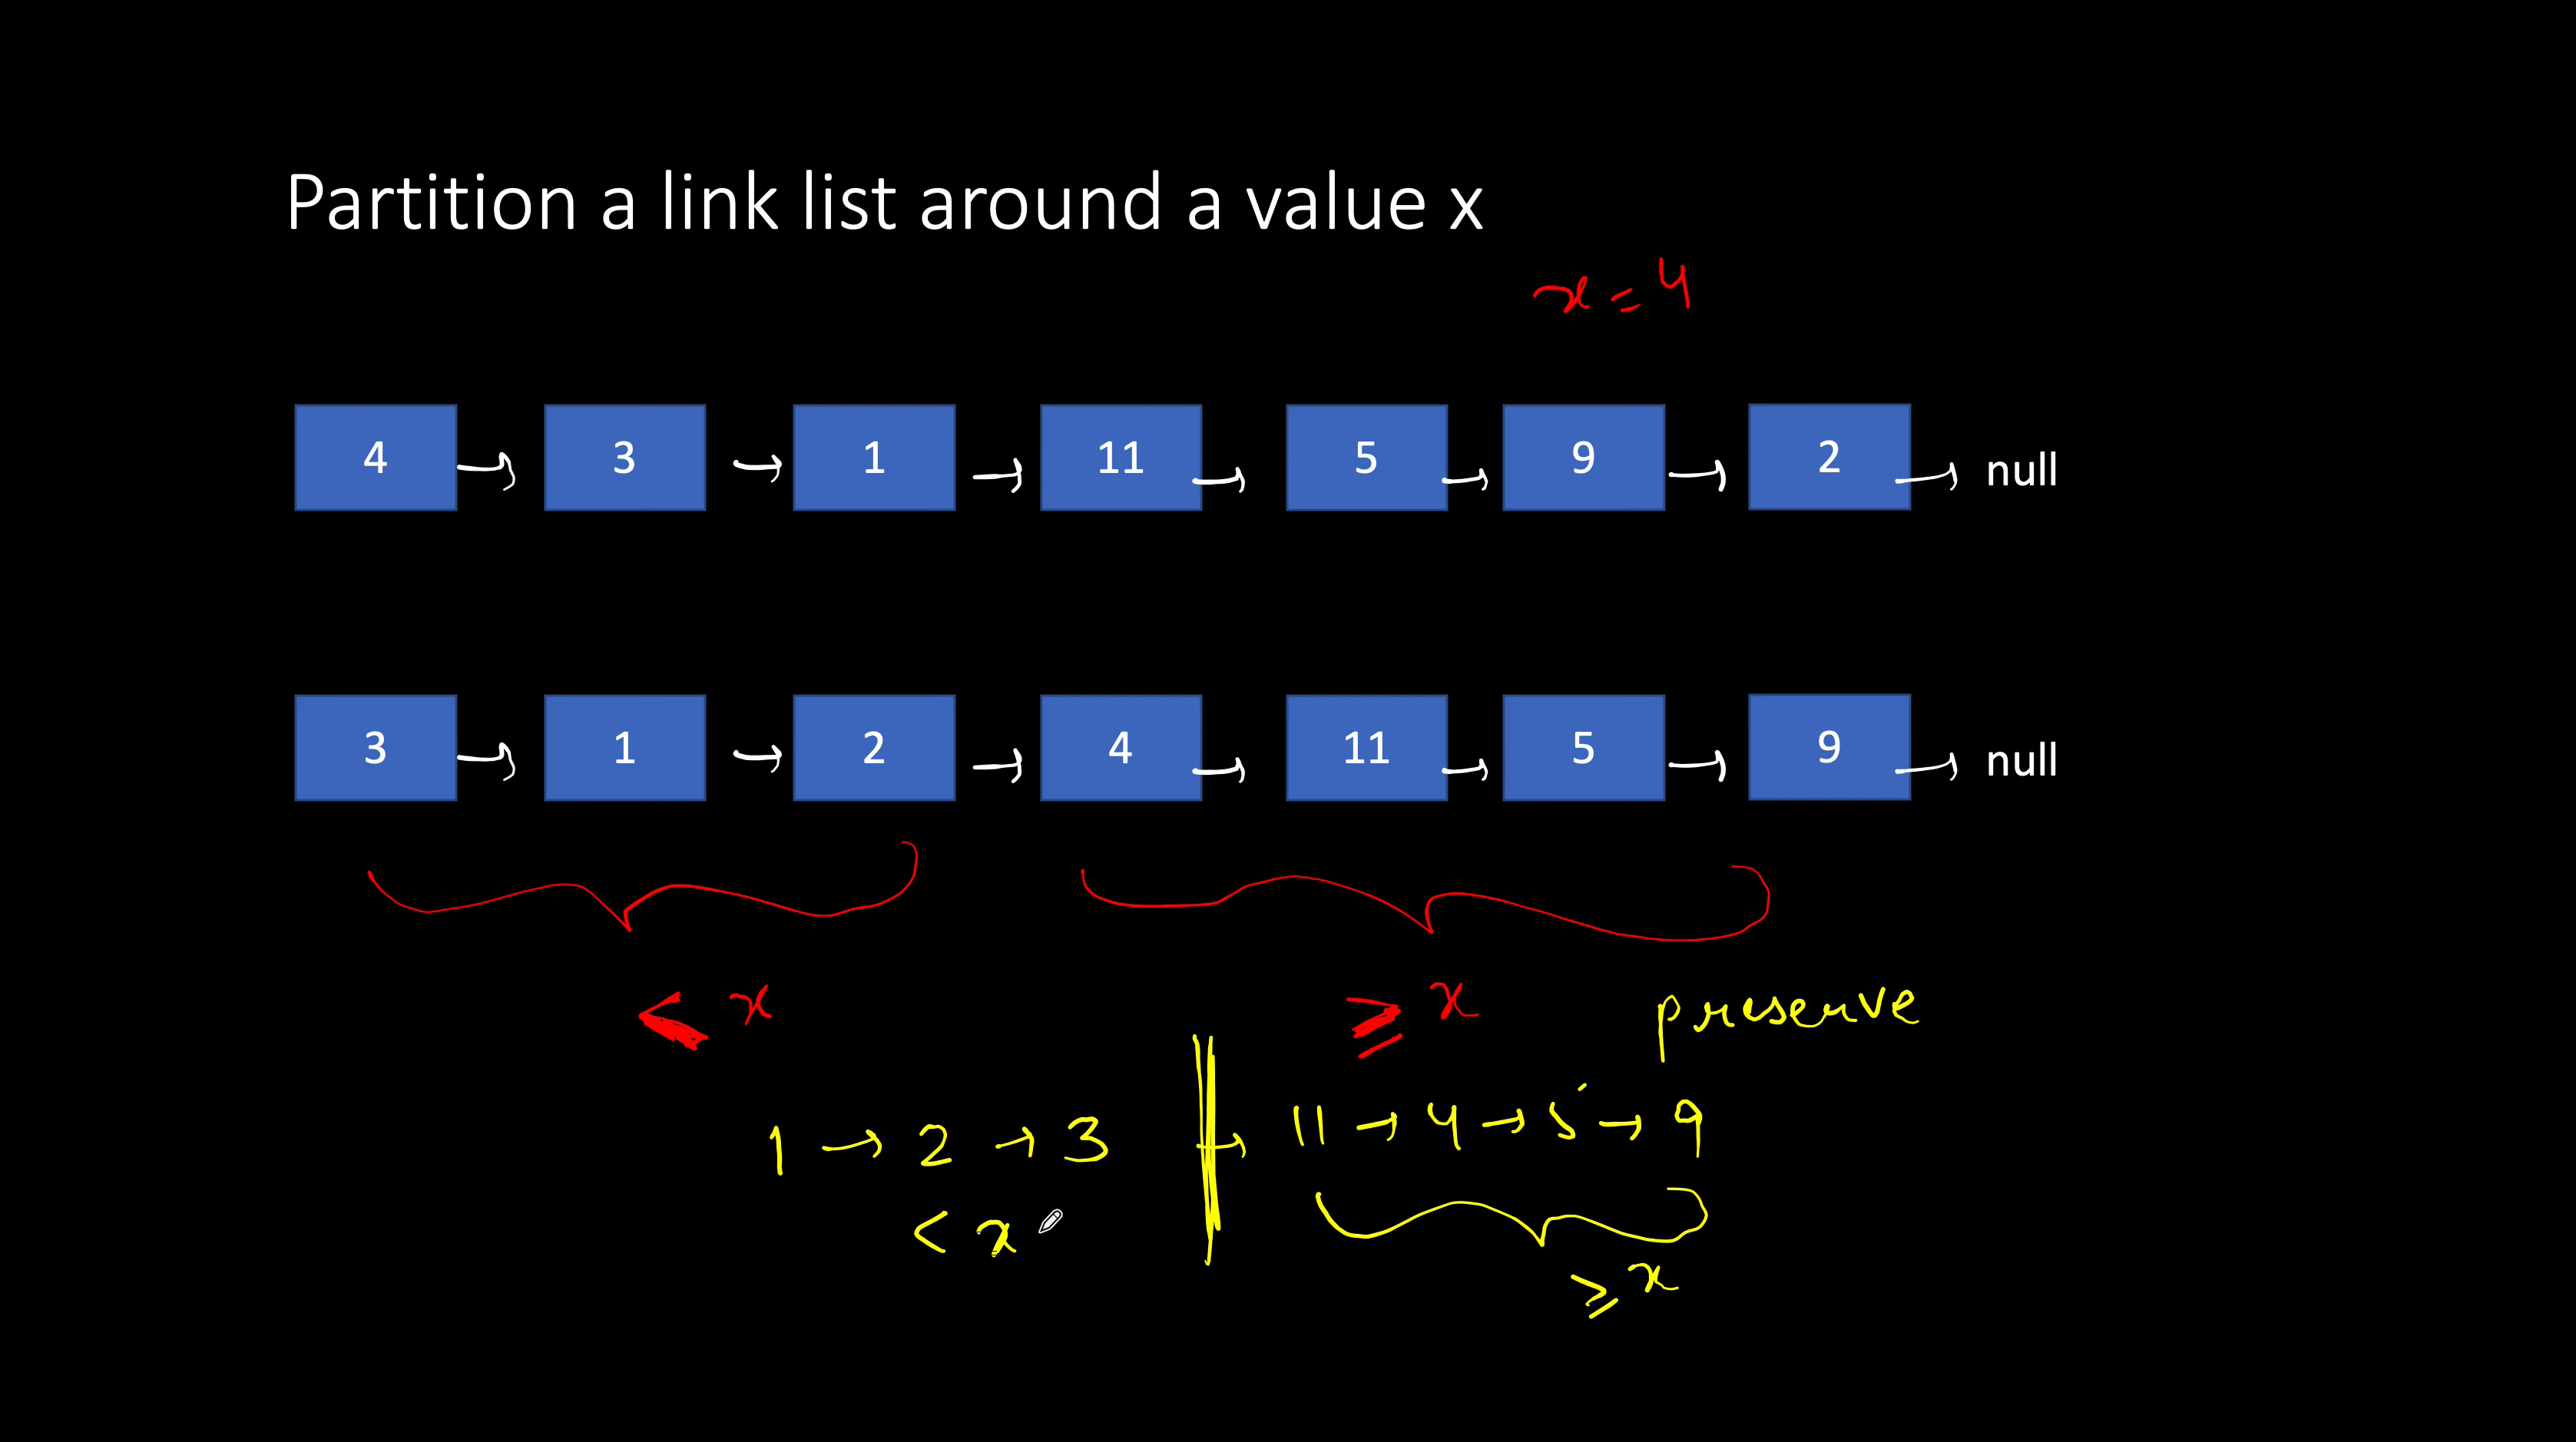 Partition a link list around a value x
x = 4
4 → 3 → 1 → 11 → 5 → 9 → 2 → null
3 → 1 → 2 → 4 → 11 → 5 → 9 → null
< x ≥ x
preserve
1 → 2 → 3 → 11 → 4 → 5 → 9
< x
≥ x